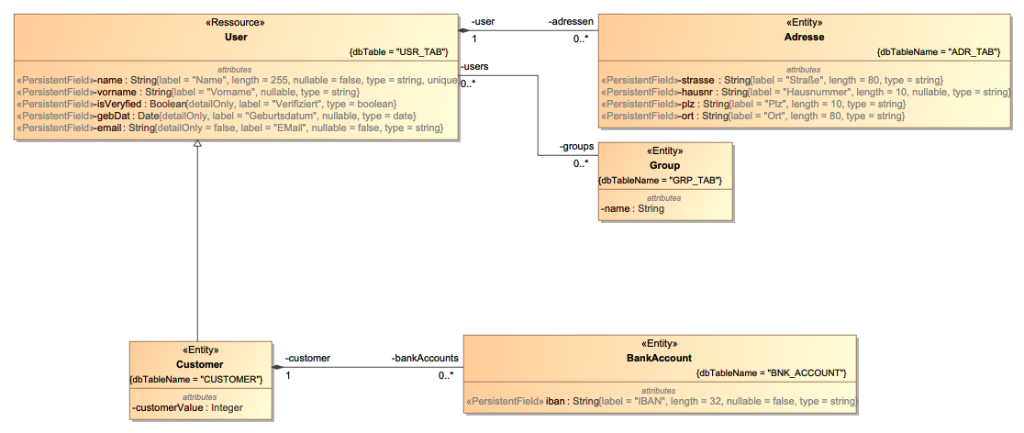 «Ressource»
User
{dbTable = "USR_TAB"}
attributes
«PersistentField»-name : String{label = "Name", length = 255, nullable = false, type = string, unique
«PersistentField»-vorname : String{label = "Vorname", nullable, type = string}
«PersistentField»-isVeryfied : Boolean{detailOnly, label = "Verifiziert", type = boolean}
«PersistentField»-gebDat : Date{detailOnly, label = "Geburtsdatum", nullable, type = date}
«PersistentField»-email : String{detailOnly = false, label = "EMail", nullable = false, type = string}
-user
1
-adressen
0..*
«Entity»
Adresse
{dbTableName = "ADR_TAB"}
attributes
«PersistentField»-strasse : String{label = "Straße", length = 80, type = string}
«PersistentField»-hausnr : String{label = "Hausnummer", length = 10, nullable, type = string}
«PersistentField»-plz : String{label = "Plz", length = 10, type = string}
«PersistentField»-ort : String{label = "Ort", length = 80, type = string}
-users
0..*
-groups
0..*
«Entity»
Group
{dbTableName = "GRP_TAB"}
attributes
-name : String
«Entity»
Customer
{dbTableName = "CUSTOMER"}
attributes
-customerValue : Integer
-customer
1
-bankAccounts
0..*
«Entity»
BankAccount
{dbTableName = "BNK_ACCOUNT"}
attributes
«PersistentField» iban : String{label = "IBAN", length = 32, nullable = false, type = string}